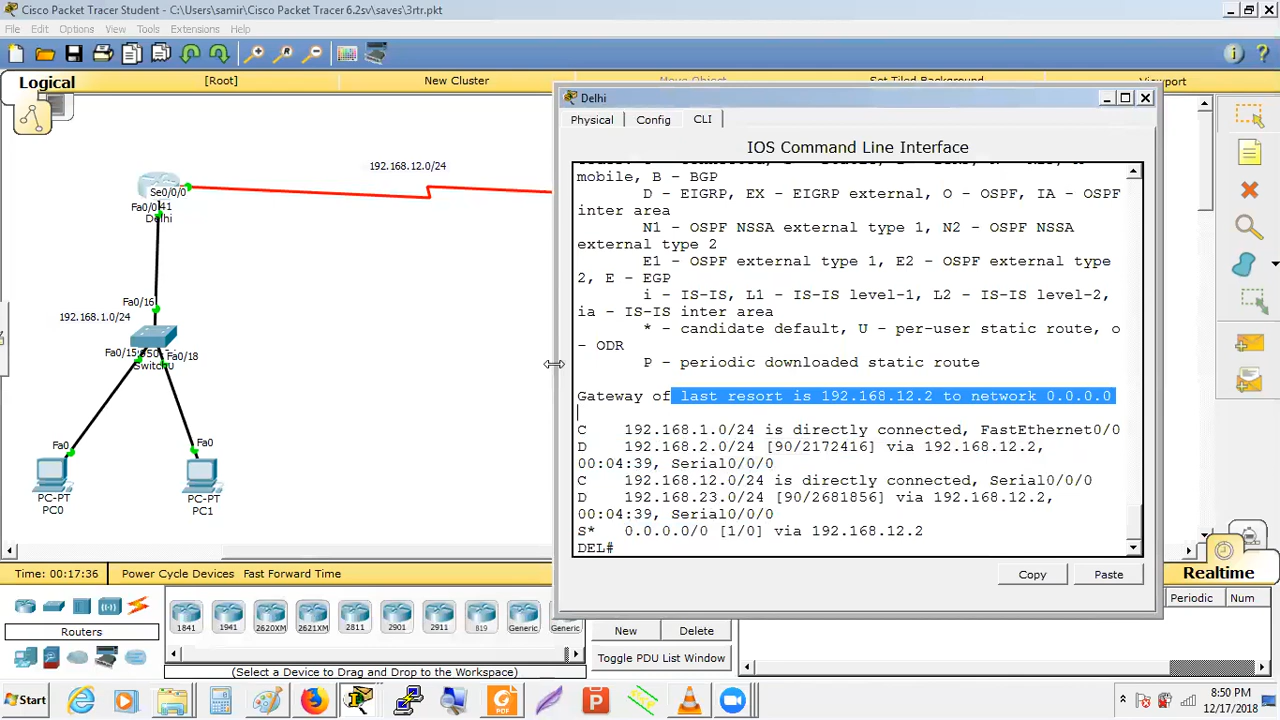 Cisco Packet Tracer Student - C:\Users\samir\Cisco Packet Tracer 6.2sv\saves\3rtr.pkt
File Edit Options View Tools Extensions Help
Logical
[Root]
New Cluster
Move Object
Set Tiled Background
Viewport
192.168.12.0/24
Se0/0/0
Fa0/0
41
Delhi
Fa0/16
192.168.1.0/24
Fa0/15
Fa0/18
Fa0
Fa0
PC-PT
PC0
PC-PT
PC1
Delhi
Physical Config CLI
IOS Command Line Interface
mobile, B - BGP
D - EIGRP, EX - EIGRP external, O - OSPF, IA - OSPF
inter area
N1 - OSPF NSSA external type 1, N2 - OSPF NSSA
external type 2
E1 - OSPF external type 1, E2 - OSPF external type
2, E - EGP
i - IS-IS, L1 - IS-IS level-1, L2 - IS-IS level-2,
ia - IS-IS inter area
* - candidate default, U - per-user static route, o
- ODR
P - periodic downloaded static route
Gateway of last resort is 192.168.12.2 to network 0.0.0.0
C 192.168.1.0/24 is directly connected, FastEthernet0/0
D 192.168.2.0/24 [90/2172416] via 192.168.12.2,
00:04:39, Serial0/0/0
C 192.168.12.0/24 is directly connected, Serial0/0/0
D 192.168.23.0/24 [90/2681856] via 192.168.12.2,
00:04:39, Serial0/0/0
S* 0.0.0.0/0 [1/0] via 192.168.12.2
DEL#
Copy Paste
Time: 00:17:36 Power Cycle Devices Fast Forward Time
Realtime
Routers
1841 1941 2620XM 2621XM 2811 2901 2911 819 Generic Generic
(Select a Device to Drag and Drop to the Workspace)
New Delete
Toggle PDU List Window
Periodic Num
Start
8:50 PM
12/17/2018